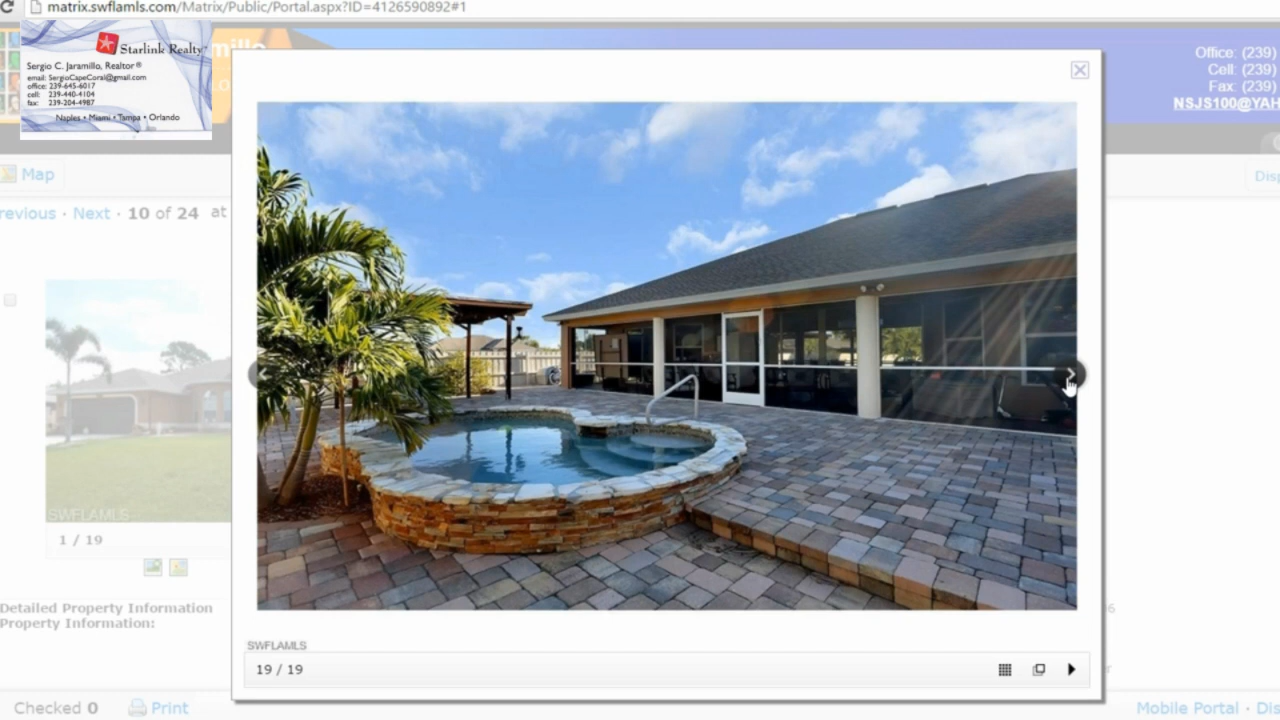 matrix.swflamls.com/Matrix/Public/Portal.aspx?ID=4126590892#1
Starlink Realty
Sergio C. Jaramillo, Realtor®
email: SergioCapeCoral@gmail.com
office: 239-645-6017
cell: 239-440-4104
fax: 239-204-4987
Naples • Miami • Tampa • Orlando
millo
Office: (239)
Cell: (239)
Fax: (239)
NSJS100@YAH
Map
Disp
revious · Next · 10 of 24 at
SWFLAMLS
1 / 19
Detailed Property Information
Property Information:
SWFLAMLS
19 / 19
Checked 0
Print
Mobile Portal · Dis